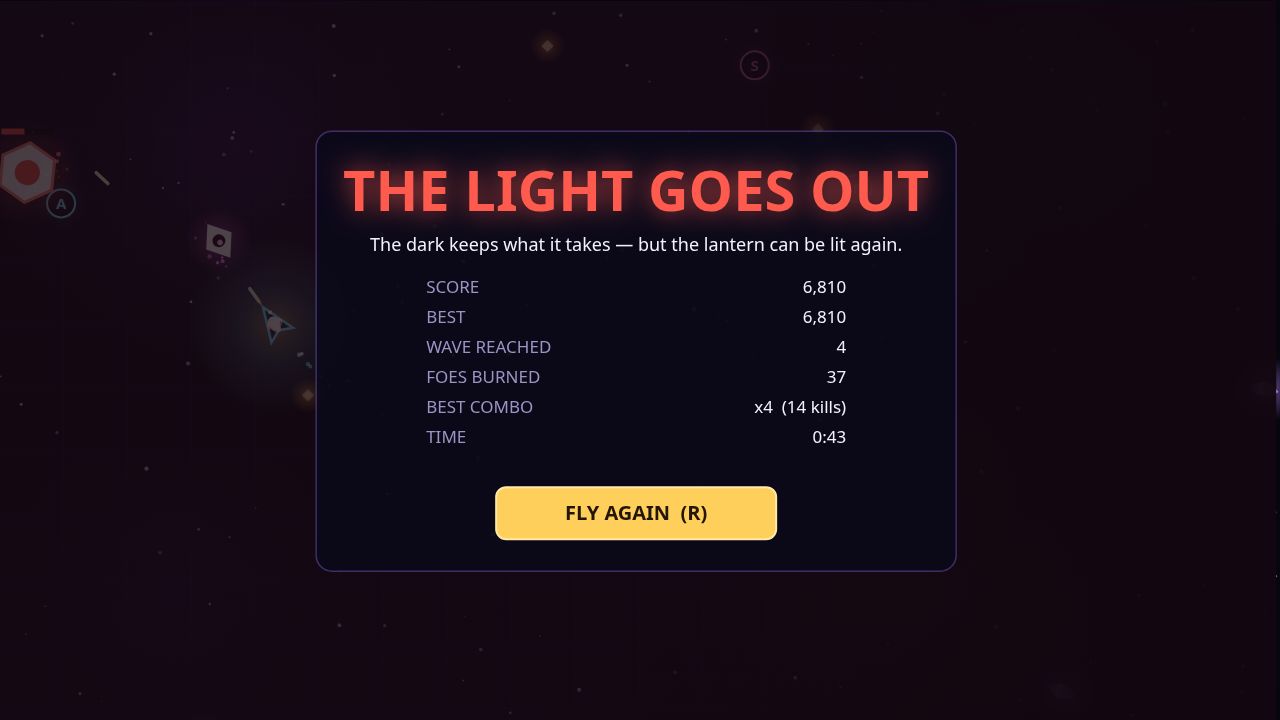 S
A
THE LIGHT GOES OUT
The dark keeps what it takes — but the lantern can be lit again.
SCORE 6,810
BEST 6,810
WAVE REACHED 4
FOES BURNED 37
BEST COMBO x4 (14 kills)
TIME 0:43
FLY AGAIN (R)